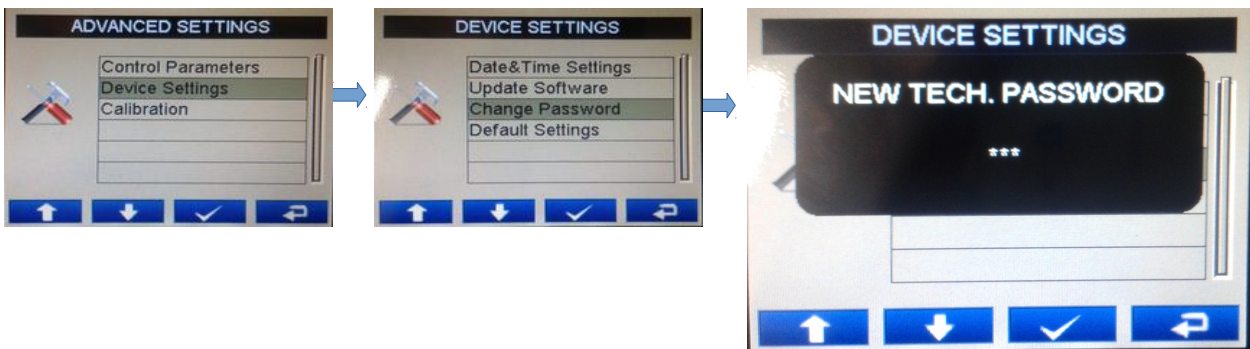 ADVANCED SETTINGS
Control Parameters
Device Settings
Calibration
DEVICE SETTINGS
Date&Time Settings
Update Software
Change Password
Default Settings
DEVICE SETTINGS
NEW TECH. PASSWORD
***